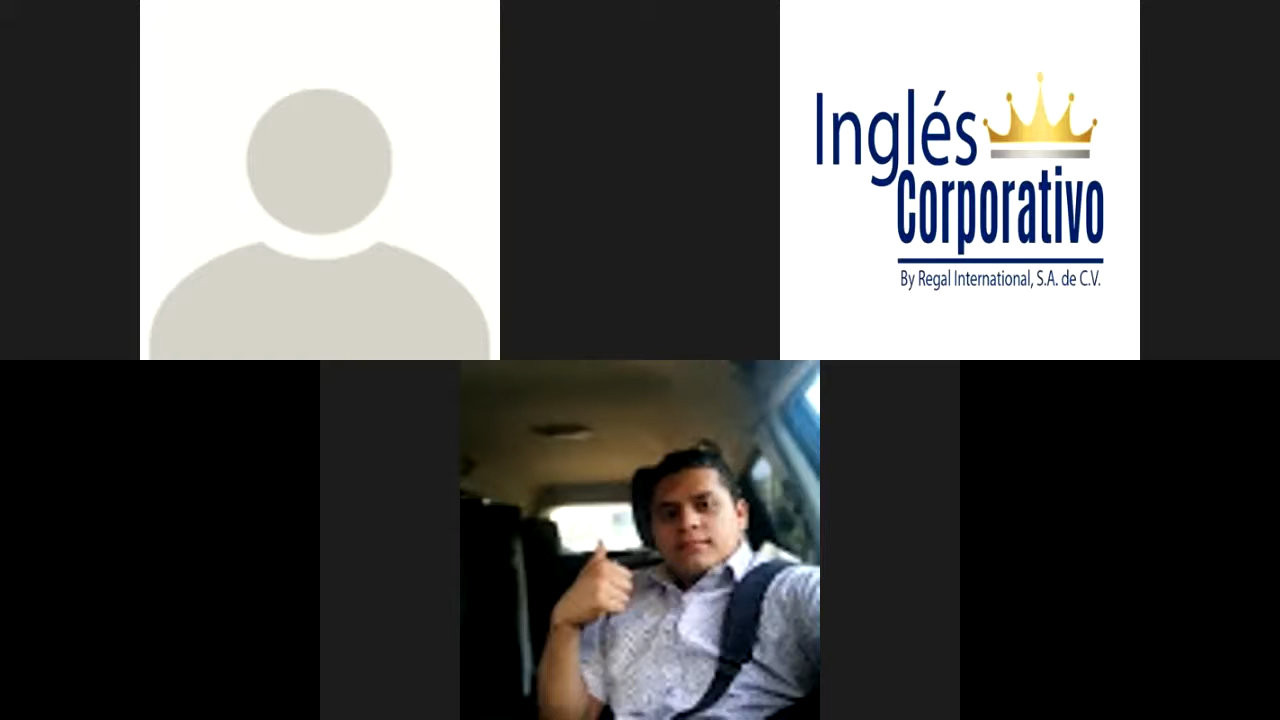 Inglés
Corporativo
By Regal International, S.A. de C.V.